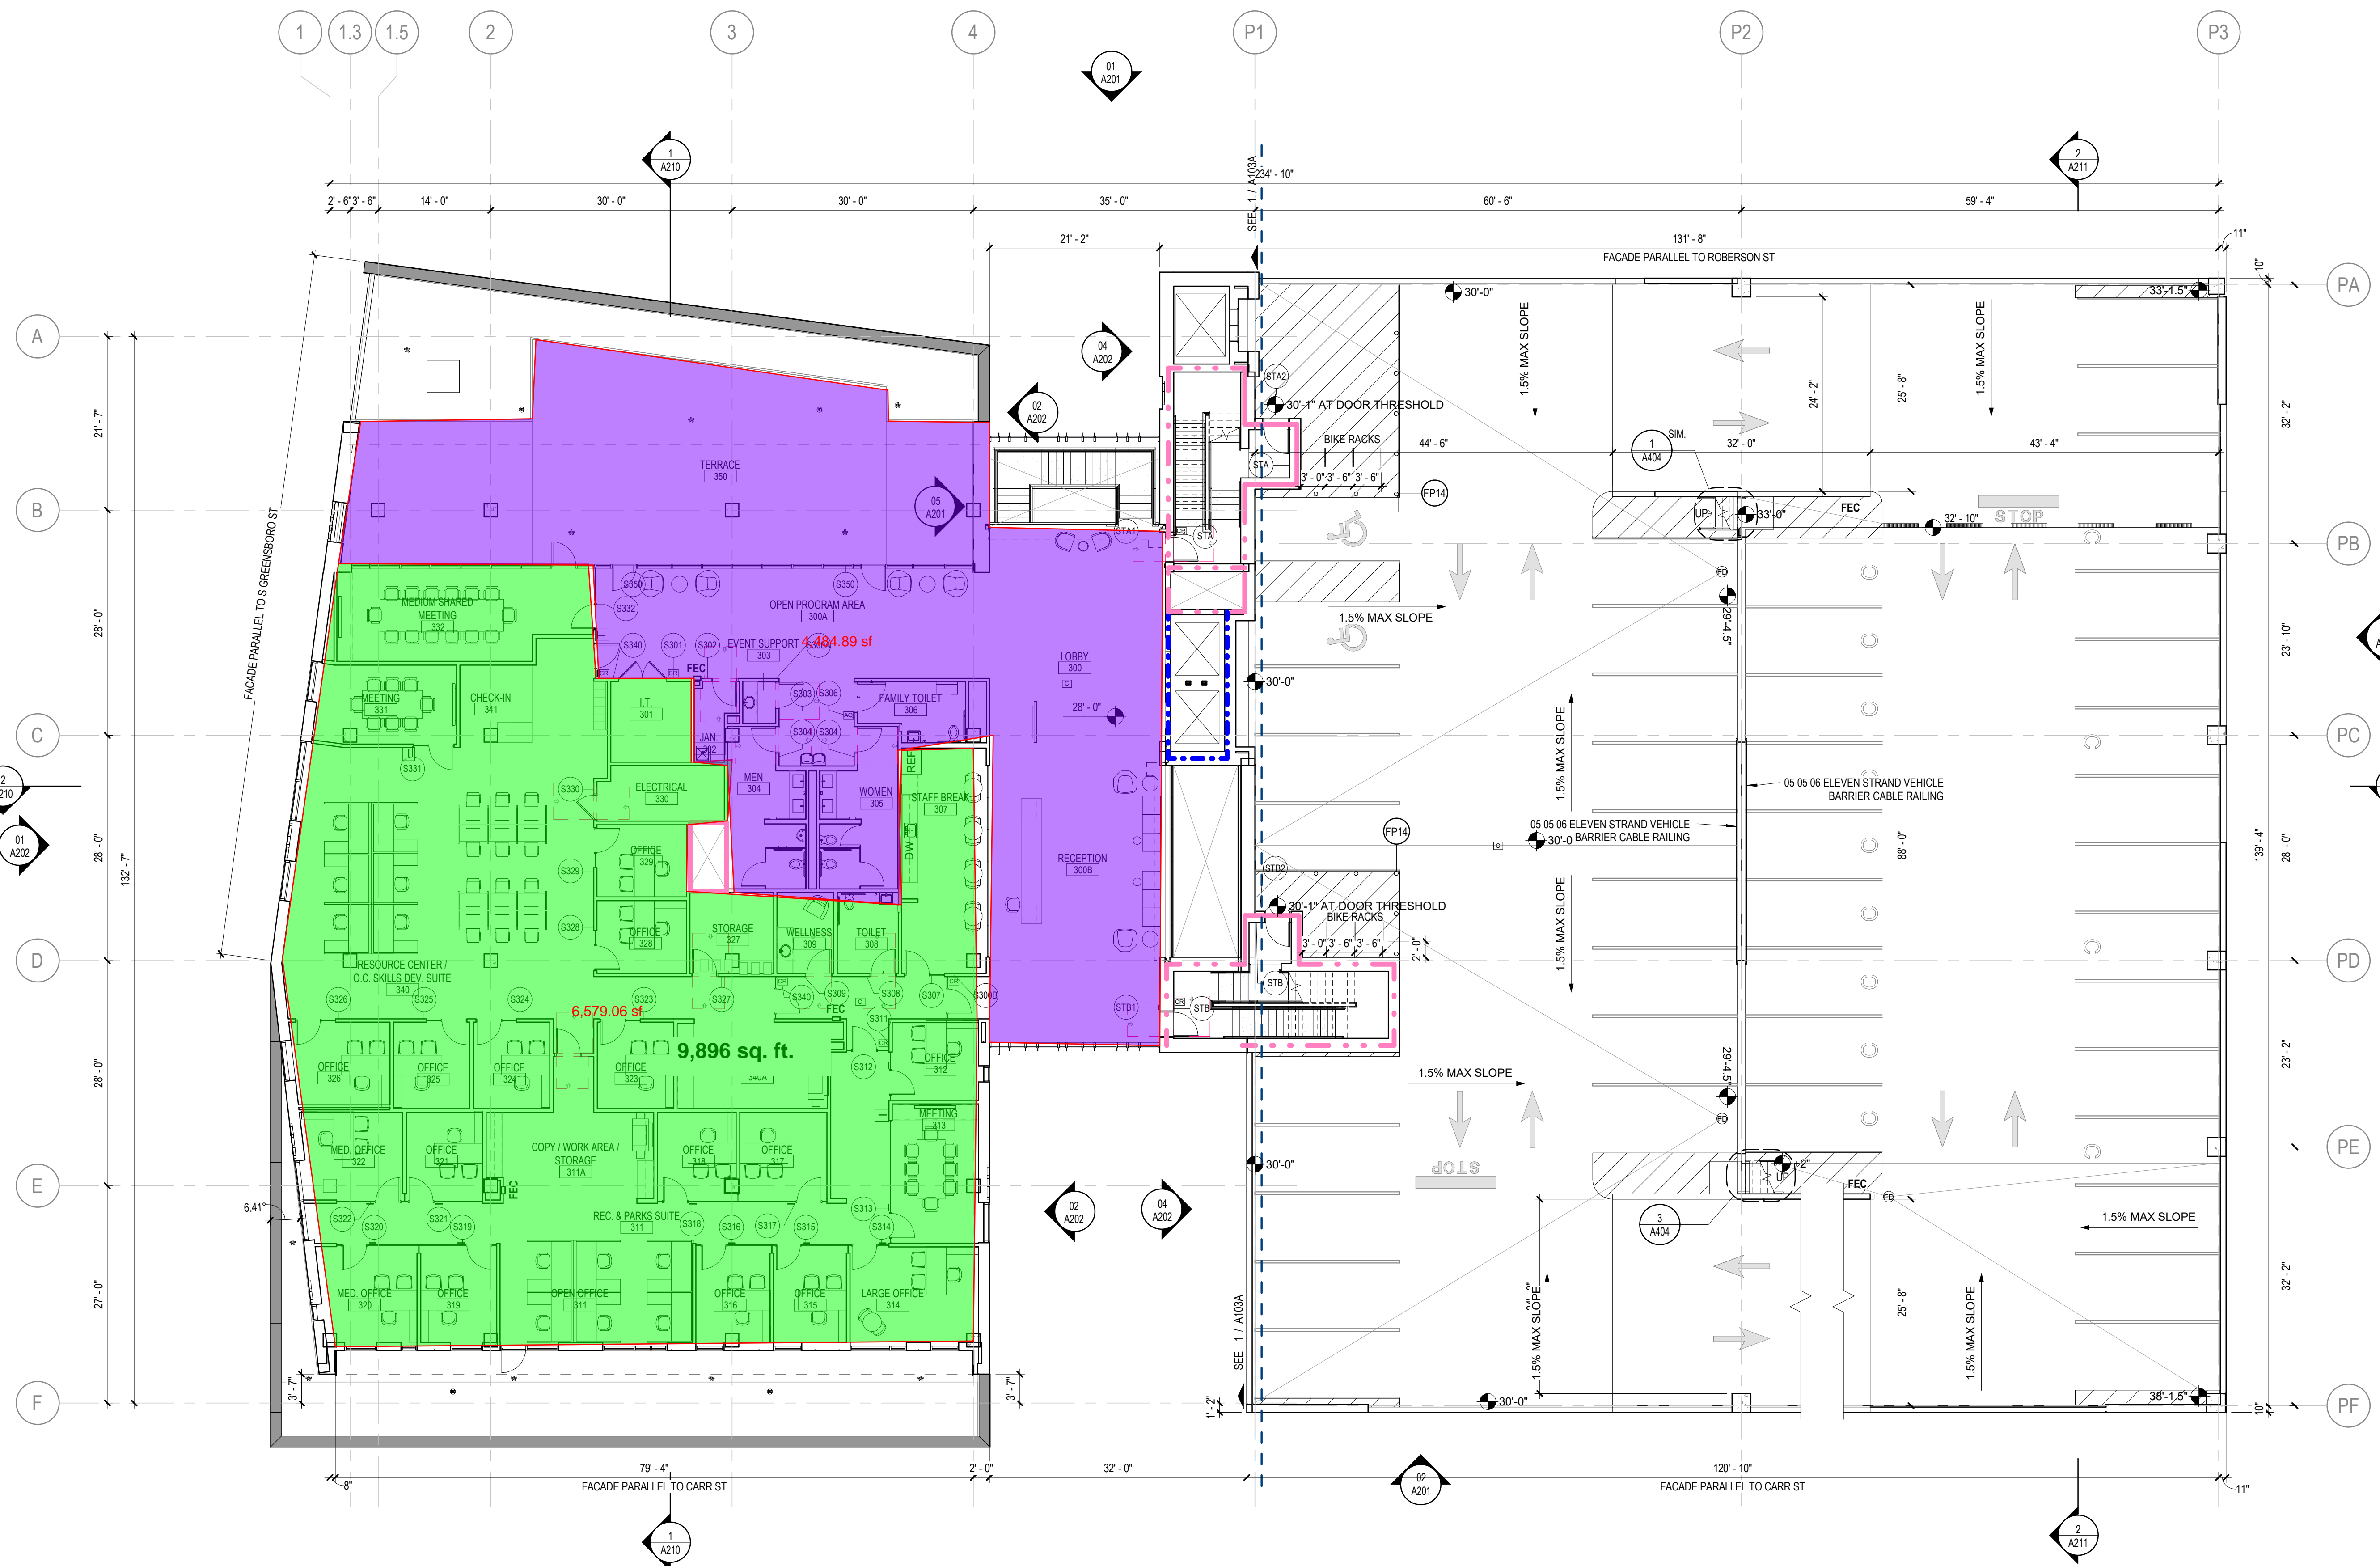 1
1.3
1.5
2
3
4
P1
P2
P3
01
A201
1
A210
2
A211
SEE 1 / A103A
234' - 10"
2' - 6"
3' - 6"
14' - 0"
30' - 0"
30' - 0"
35' - 0"
60' - 6"
59' - 4"
21' - 2"
131' - 8"
11"
FACADE PARALLEL TO ROBERSON ST
10"
A
B
C
D
E
F
PA
PB
PC
PD
PE
PF
21' - 7"
28' - 0"
28' - 0"
28' - 0"
27' - 0"
132' - 7"
FACADE PARALLEL TO S GREENSBORO ST
04
A202
02
A202
05
A201
30'-0"
33'-1.5"
1.5% MAX SLOPE
1.5% MAX SLOPE
24' - 2"
25' - 8"
32' - 2"
STA2
30'-1" AT DOOR THRESHOLD
BIKE RACKS
44' - 6"
1
A404
SIM.
32' - 0"
43' - 4"
STA
3' - 0"
3' - 6"
3' - 6"
FP14
UP
33'-0"
FEC
STOP
32' - 10"
TERRACE
350
STA1
STA
S350
S350
S332
OPEN PROGRAM AREA
300A
MEDIUM SHARED
MEETING
332
S340
S301
S302
EVENT SUPPORT
303
4,484.89 sf
FEC
LOBBY
300
C
28' - 0"
FD
29'-4.5"
1.5% MAX SLOPE
30'-0"
23' - 10"
MEETING
331
CHECK-IN
341
I.T.
301
CR
CR
S303
S306
FAMILY TOILET
306
JAN.
302
S304
S304
S331
MEN
304
WOMEN
305
REF
STAFF BREAK
307
DW
ELECTRICAL
330
S330
1.5% MAX SLOPE
05 05 06 ELEVEN STRAND VEHICLE
BARRIER CABLE RAILING
05 05 06 ELEVEN STRAND VEHICLE
BARRIER CABLE RAILING
30'-0
FP14
88' - 0"
139' - 4"
28' - 0"
2
210
01
A202
OFFICE
329
S329
RECEPTION
300B
STB2
30'-1" AT DOOR THRESHOLD
BIKE RACKS
3' - 0"
3' - 6"
3' - 6"
2' - 0"
1.5% MAX SLOPE
OFFICE
328
S328
STORAGE
327
WELLNESS
309
TOILET
308
RESOURCE CENTER /
O.C. SKILLS DEV. SUITE
340
S326
S325
S324
S323
S327
S340
S309
S308
S307
S300B
CR
C
STB1
STB
STB
CR
6,579.06 sf
FEC
S311
CR
9,896 sq. ft.
340A
OFFICE
326
OFFICE
325
OFFICE
324
OFFICE
323
S312
OFFICE
312
1.5% MAX SLOPE
29'-4.5"
FD
23' - 2"
MEETING
313
MED. OFFICE
322
OFFICE
321
COPY / WORK AREA /
STORAGE
311A
OFFICE
318
OFFICE
317
30'-0"
STOP
UP
FEC
FD
FEC
6.41°
S322
S320
S321
S319
REC. & PARKS SUITE
311
S318
S316
S317
S315
S313
S314
02
A202
04
A202
3
A404
1.5% MAX SLOPE
32' - 2"
MED. OFFICE
320
OFFICE
319
OPEN OFFICE
311
OFFICE
316
OFFICE
315
LARGE OFFICE
314
SEE 1 / A103A
1.5% MAX SLOPE
25' - 8"
1.5% MAX SLOPE
3' - 7"
3' - 7"
1' - 2"
30'-0"
36'-1.5"
10"
79' - 4"
2' - 0"
32' - 0"
120' - 10"
8"
11"
FACADE PARALLEL TO CARR ST
FACADE PARALLEL TO CARR ST
02
A201
1
A210
2
A211